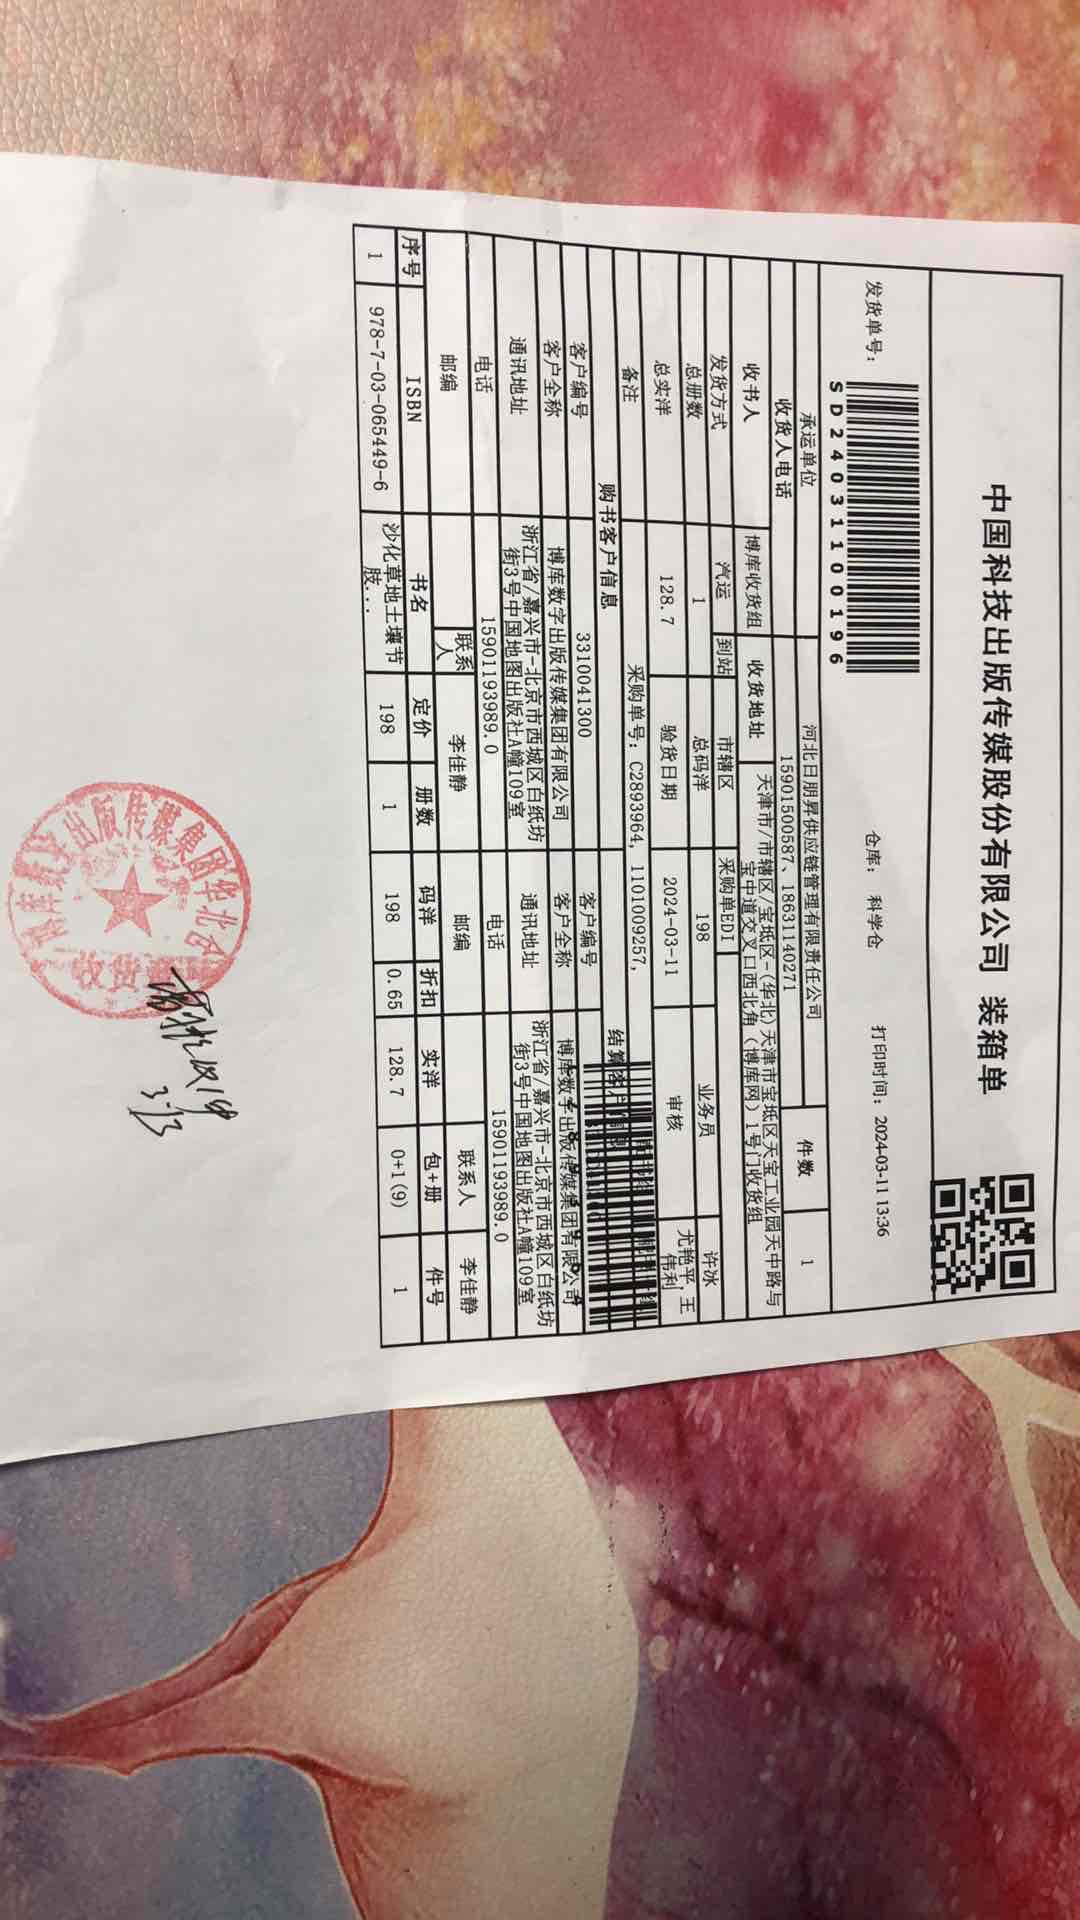 中国科技出版传媒股份有限公司 装箱单
发货单号：
SD24031100196
仓库： 科学仓
打印时间：2024-03-11 13:36
承运单位 河北日朋昇供应链管理有限责任公司 件数 1
收货人电话 15901500587、18631140271
收书人 博库收货组 收货地址 天津市/市辖区/宝坻区-(华北)天津市宝坻区天宝工业园天中路与
宝中道交叉口西北角（博库网）1号门收货组
发货方式 汽运 到站 市辖区 采购单EDI
总册数 1 总码洋 198 业务员 许冰
总实洋 128.7 验货日期 2024-03-11 审核 尤艳平, 王
伟利
备注 采购单号：C2893964, 1101009257,
购书客户信息 结算客户信息
客户编号 3310041300 客户编号
客户全称 博库数字出版传媒集团有限公司 客户全称 博库数字出版传媒集团有限公司
通讯地址 浙江省/嘉兴市-北京市西城区白纸坊
街3号中国地图出版社A幢109室
通讯地址 浙江省/嘉兴市-北京市西城区白纸坊
街3号中国地图出版社A幢109室
电话 15901193989.0 电话 15901193989.0
邮编 联系
人 李佳静 邮编 联系人 李佳静
序号 ISBN 书名 定价 册数 码洋 折扣 实洋 包+册 件号
1 978-7-03-065449-6 沙化草地土壤节
肢... 198 1 198 0.65 128.7 0+1(9) 1
出版传媒集团华北
收货
3.13